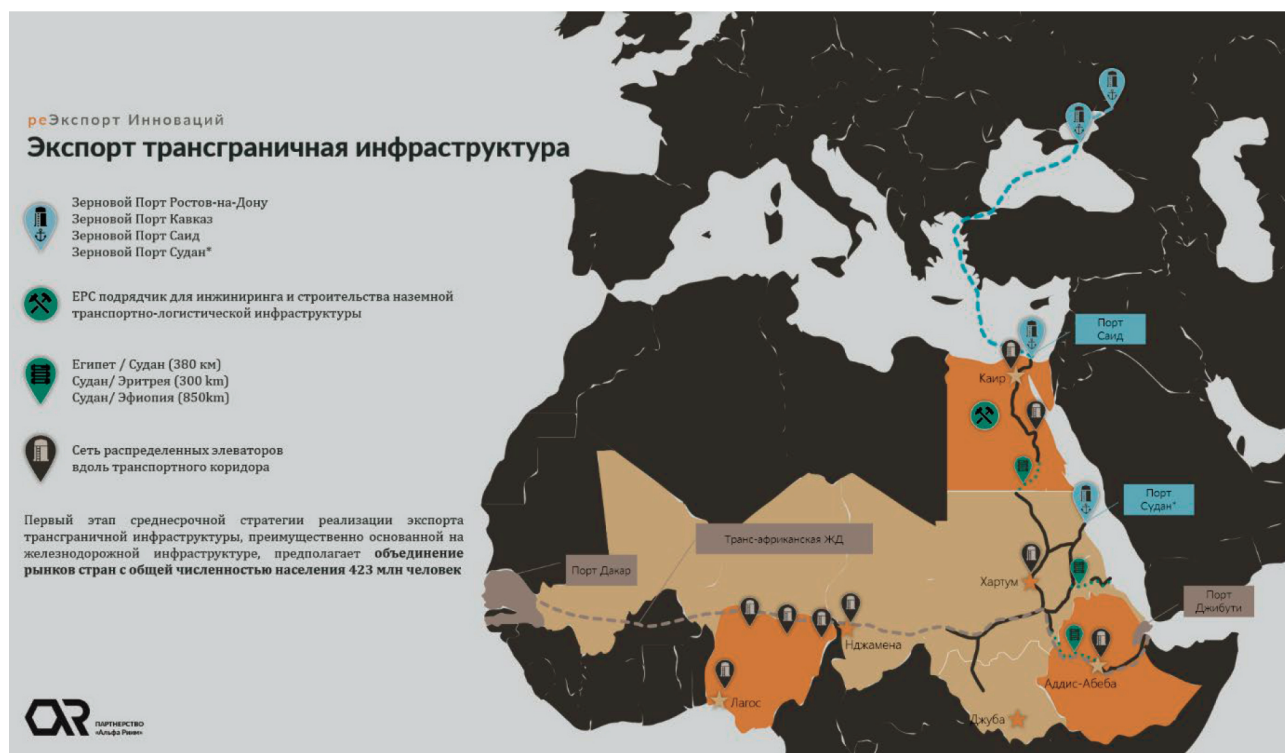 реЭкспорт Инноваций
Экспорт трансграничная инфраструктура
Зерновой Порт Ростов-на-Дону
Зерновой Порт Кавказ
Зерновой Порт Саид
Зерновой Порт Судан*
ЕРС подрядчик для инжиниринга и строительства наземной
транспортно-логистической инфраструктуры
Египет / Судан (380 км)
Судан/ Эритрея (300 km)
Судан/ Эфиопия (850km)
Сеть распределенных элеваторов
вдоль транспортного коридора
Первый этап среднесрочной стратегии реализации экспорта
трансграничной инфраструктуры, преимущественно основанной на
железнодорожной инфраструктуре, предполагает объединение
рынков стран с общей численностью населения 423 млн человек
Порт
Саид
Каир
Порт
Судан*
Транс-африканская ЖД
Порт Дакар
Хартум
Порт
Джибути
Нджамена
Аддис-Абеба
Лагос
Джуба
ПАРТНЕРСТВО
«Альфа Ринн»